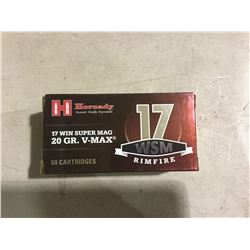 H Hornady
Accurate. Deadly. Dependable.
17 WIN SUPER MAG
20 GR. V-MAX®
50 CARTRIDGES
17
WSM
RIMFIRE